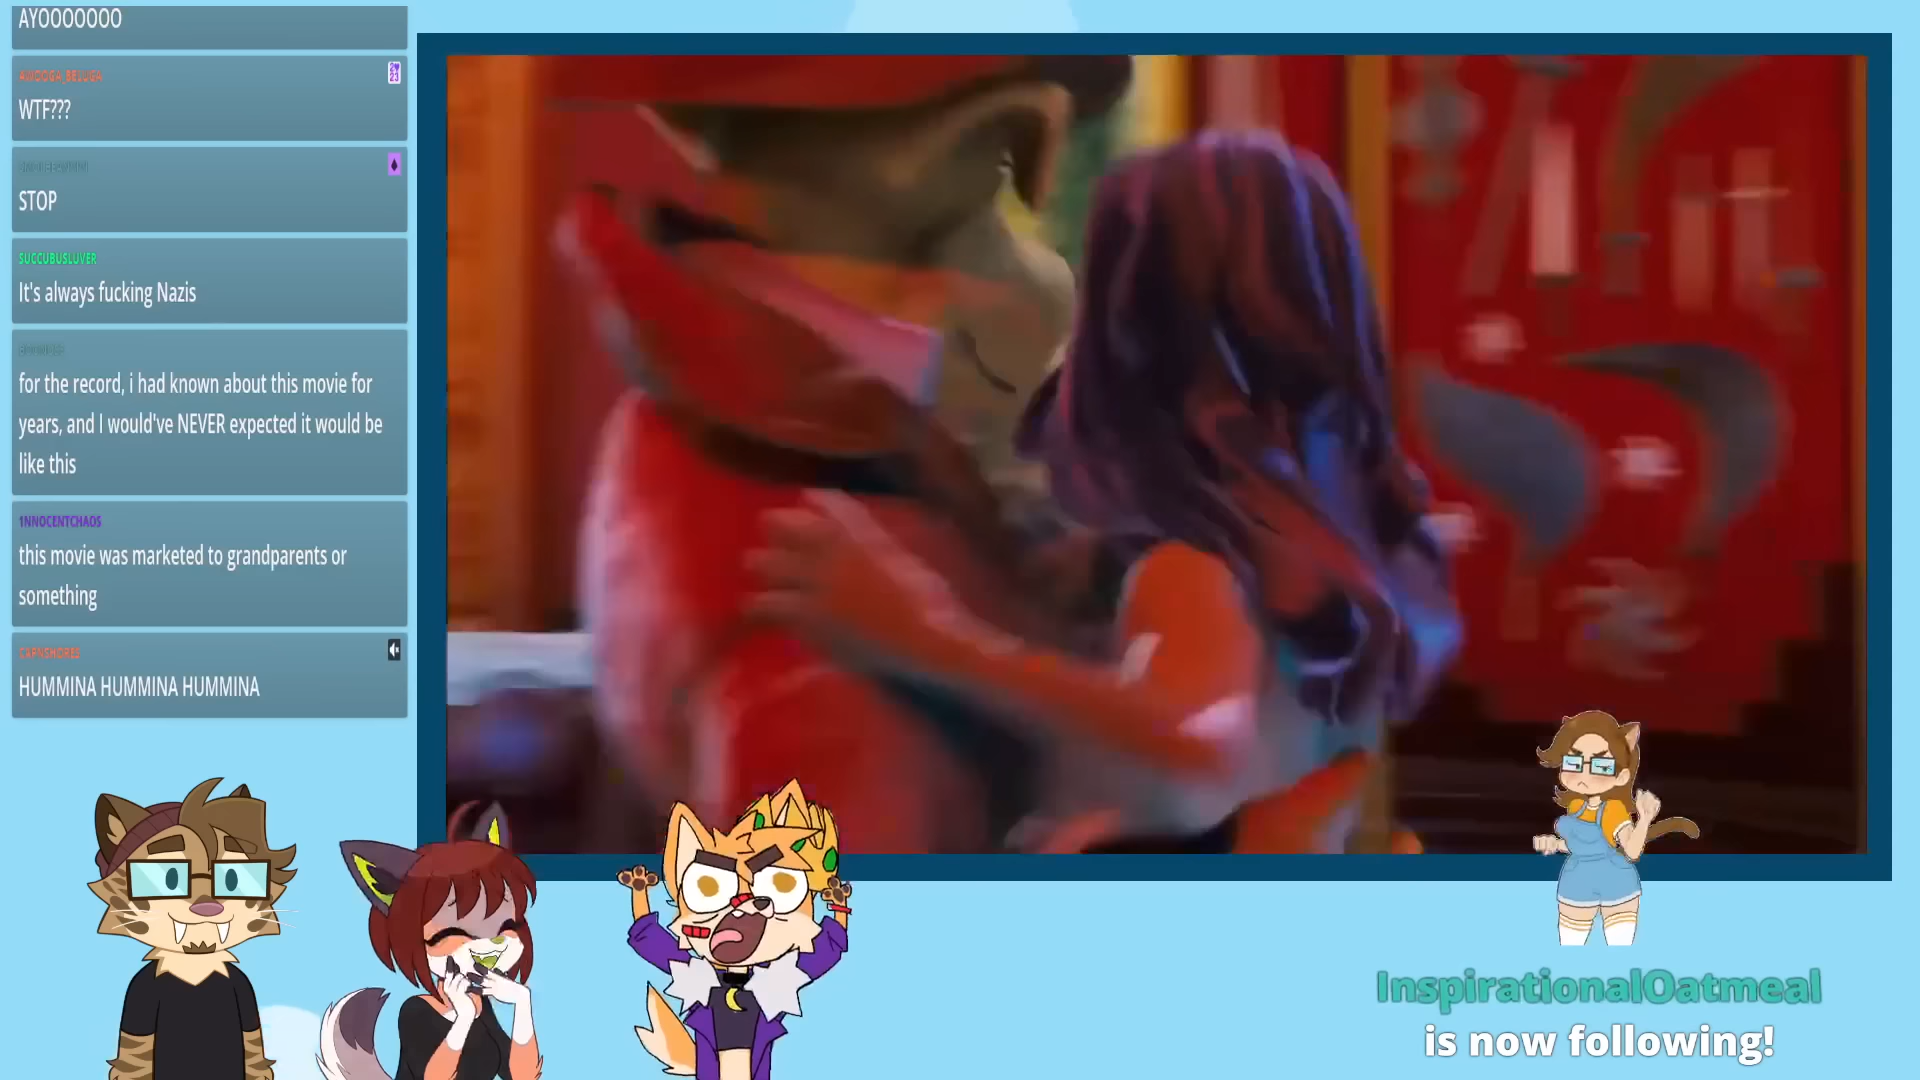 AYOOOOOOO
WTF???
STOP
SUCCUBUSLUVER
It's always fucking Nazis
for the record, i had known about this movie for
years, and I would've NEVER expected it would be
like this
1NNOCENTCHAOS
this movie was marketed to grandparents or
something
HUMMINA HUMMINA HUMMINA
InspirationalOatmeal
is now following!